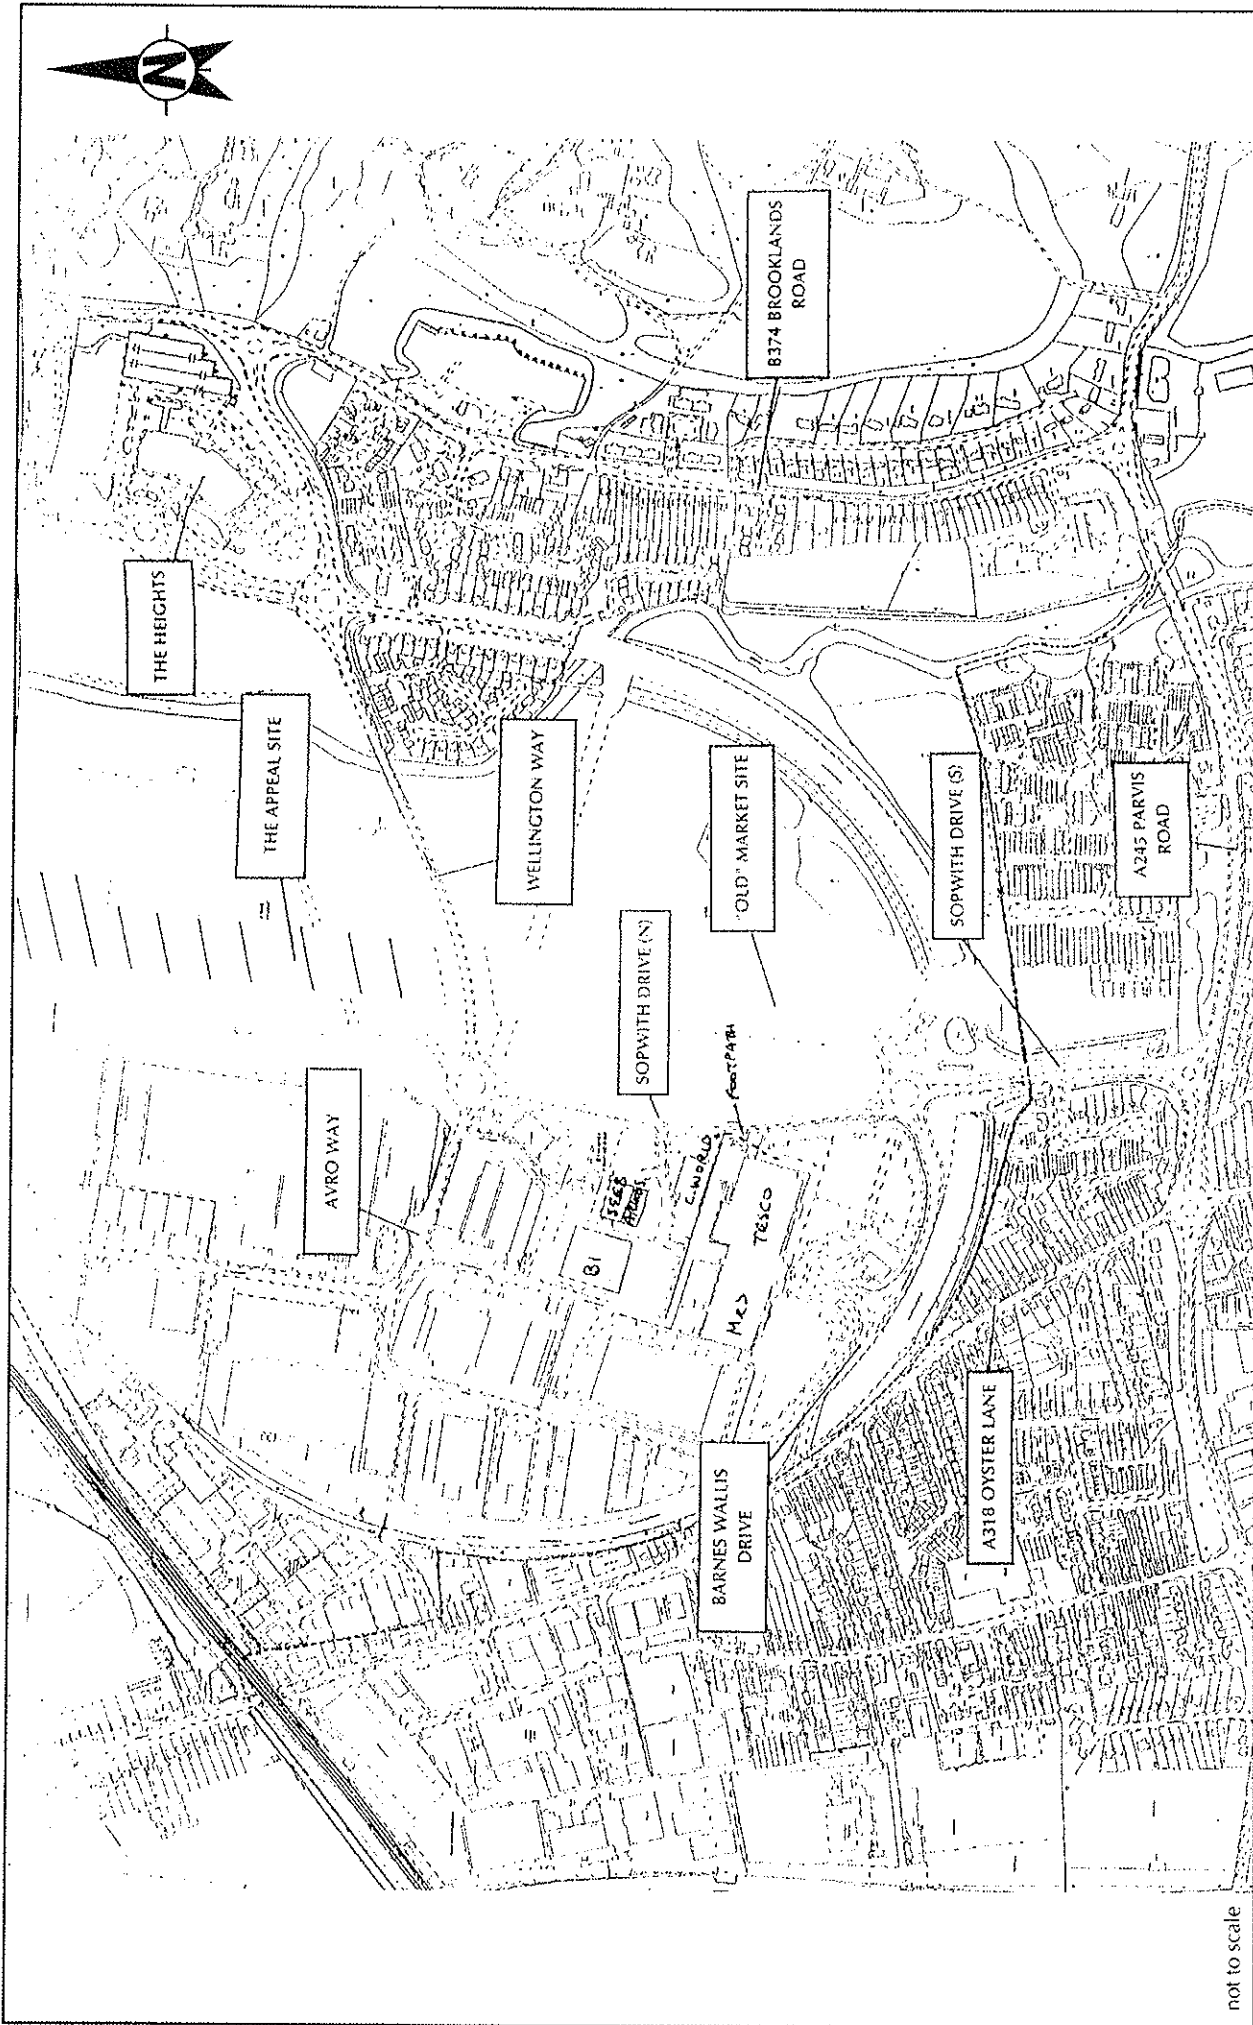 N
THE HEIGHTS
THE APPEAL SITE
B374 BROOKLANDS
ROAD
WELLINGTON WAY
AVRO WAY
"OLD" MARKET SITE
SOPWITH DRIVE (N)
FOOTPATH
C.WORLD
B1
TESCO
M&S
SOPWITH DRIVE (S)
A245 PARVIS
ROAD
BARNES WALLIS
DRIVE
A318 OYSTER LANE
not to scale